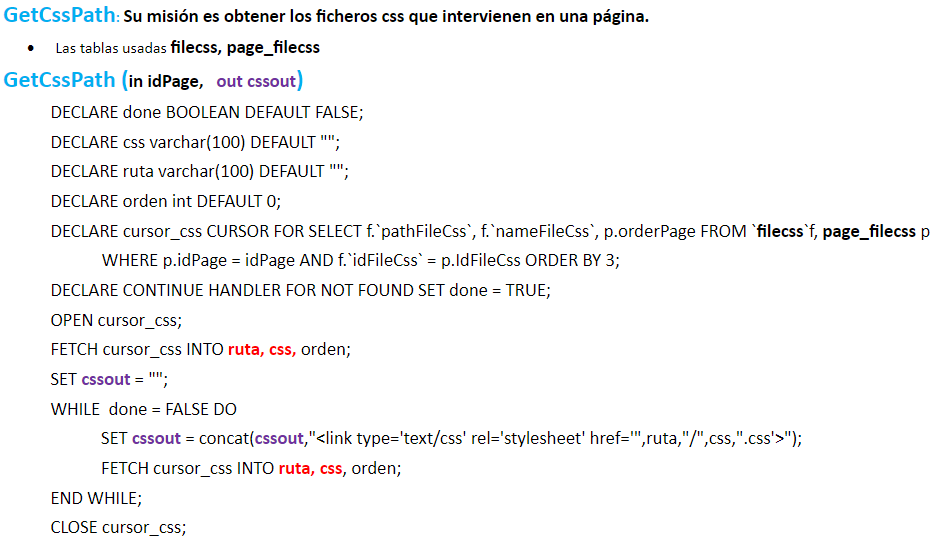 GetCssPath: Su misión es obtener los ficheros css que intervienen en una página.
• Las tablas usadas filecss, page_filecss
GetCssPath (in idPage, out cssout)
DECLARE done BOOLEAN DEFAULT FALSE;
DECLARE css varchar(100) DEFAULT "";
DECLARE ruta varchar(100) DEFAULT "";
DECLARE orden int DEFAULT 0;
DECLARE cursor_css CURSOR FOR SELECT f.`pathFileCss`, f.`nameFileCss`, p.orderPage FROM `filecss`f, page_filecss p
WHERE p.idPage = idPage AND f.`idFileCss` = p.IdFileCss ORDER BY 3;
DECLARE CONTINUE HANDLER FOR NOT FOUND SET done = TRUE;
OPEN cursor_css;
FETCH cursor_css INTO ruta, css, orden;
SET cssout = "";
WHILE done = FALSE DO
SET cssout = concat(cssout,"<link type='text/css' rel='stylesheet' href='",ruta,"/",css,".css'>");
FETCH cursor_css INTO ruta, css, orden;
END WHILE;
CLOSE cursor_css;